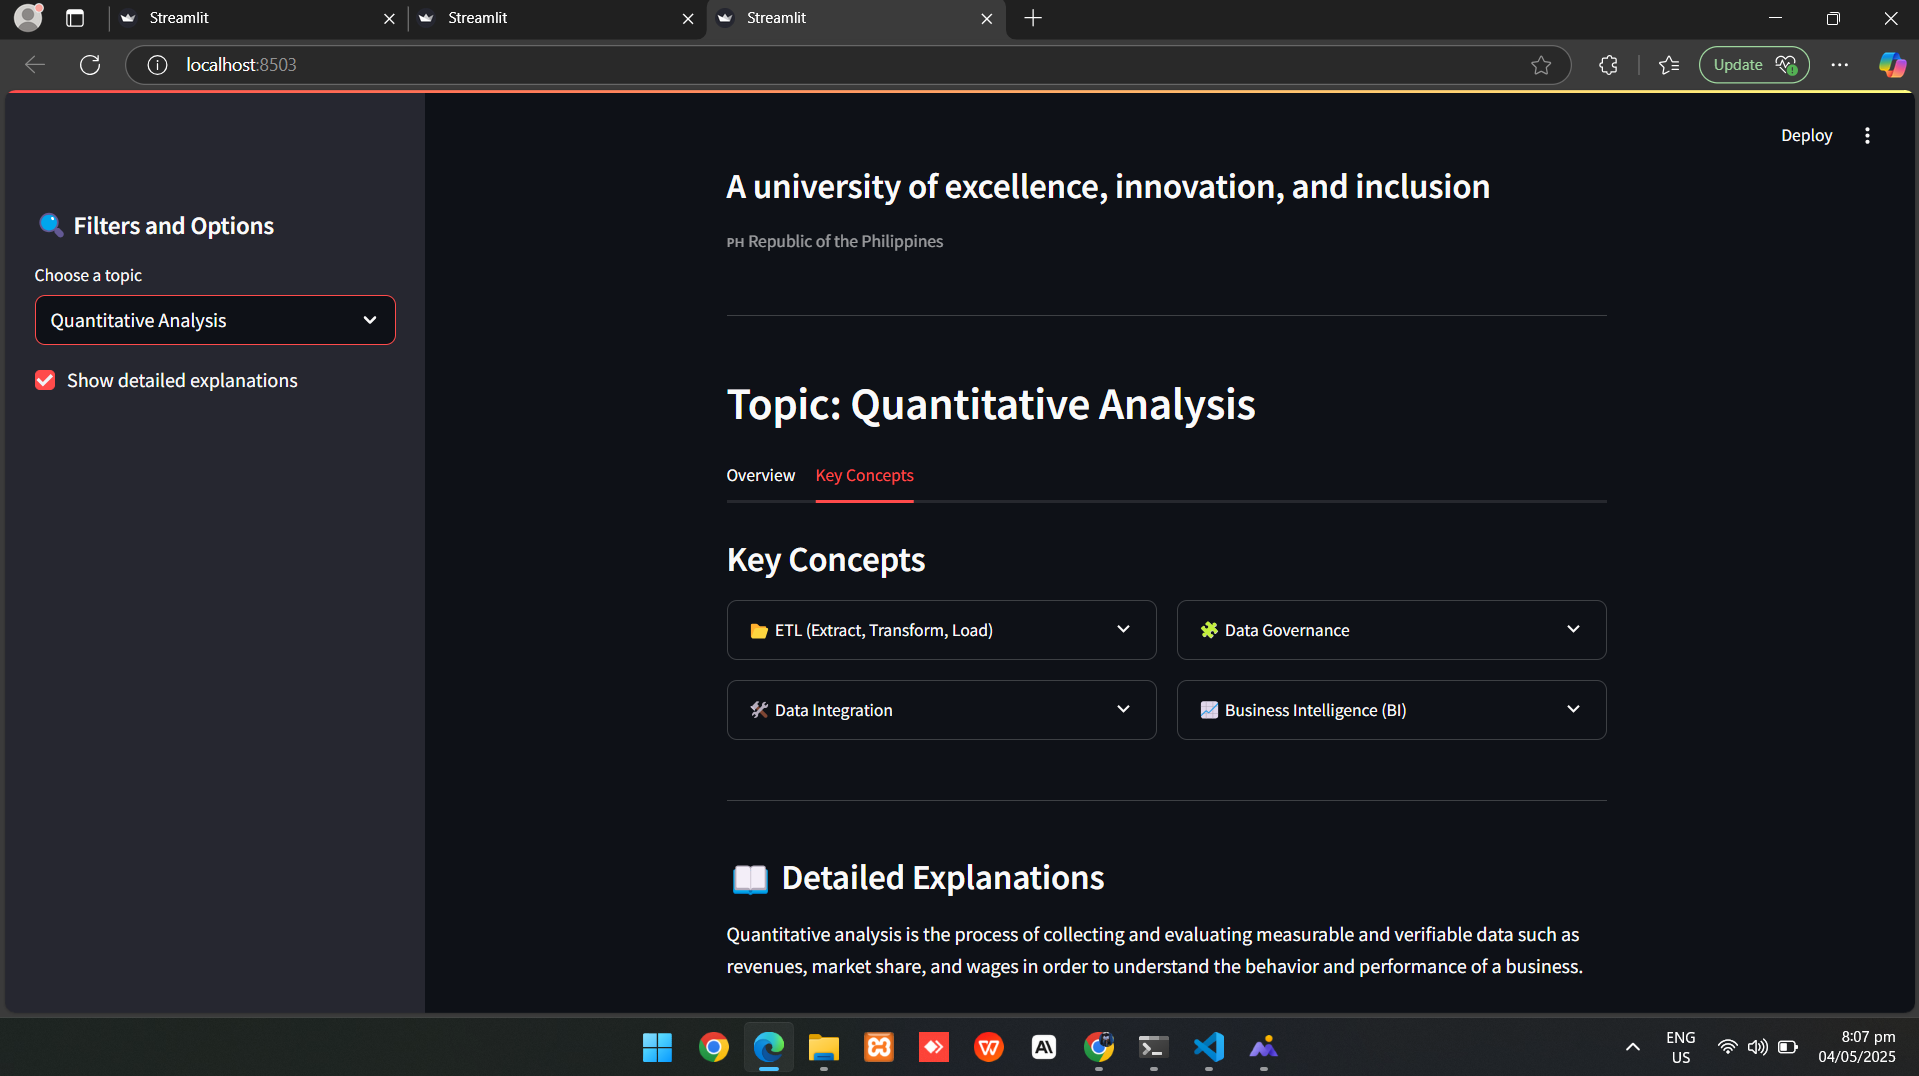 Streamlit
Streamlit
Streamlit
localhost:8503
Update
Deploy
Filters and Options
Choose a topic
Quantitative Analysis
Show detailed explanations
A university of excellence, innovation, and inclusion
PH Republic of the Philippines
Topic: Quantitative Analysis
Overview
Key Concepts
Key Concepts
ETL (Extract, Transform, Load)
Data Governance
Data Integration
Business Intelligence (BI)
Detailed Explanations
Quantitative analysis is the process of collecting and evaluating measurable and verifiable data such as
revenues, market share, and wages in order to understand the behavior and performance of a business.
ENG
US
8:07 pm
04/05/2025